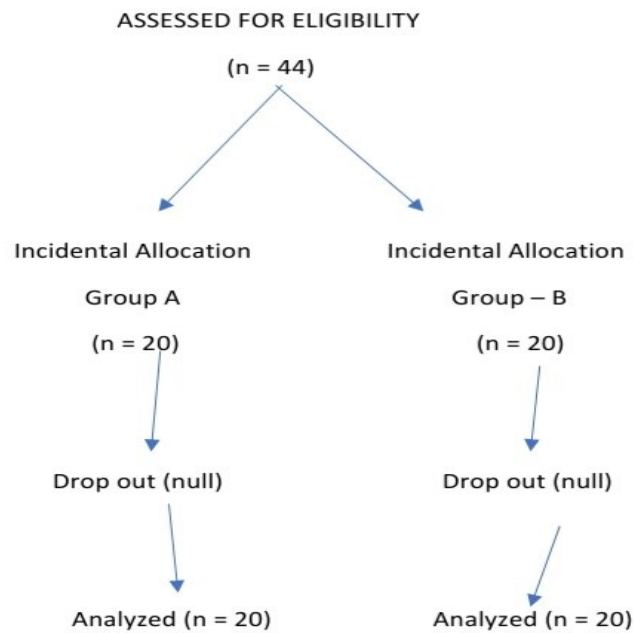 ASSESSED FOR ELIGIBILITY
(n = 44)
Incidental Allocation
Group A
(n = 20)
Drop out (null)
Analyzed (n = 20)
Incidental Allocation
Group – B
(n = 20)
Drop out (null)
Analyzed (n = 20)